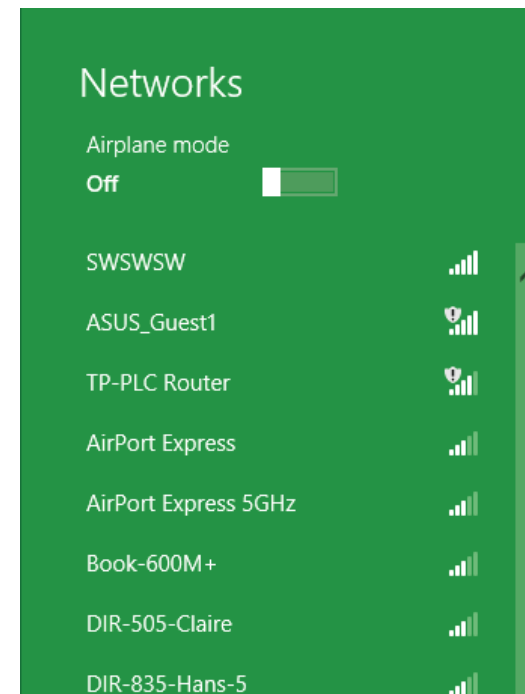 Networks
Airplane mode
Off
SWSWSW
ASUS_Guest1
TP-PLC Router
AirPort Express
AirPort Express 5GHz
Book-600M+
DIR-505-Claire
DIR-835-Hans-5